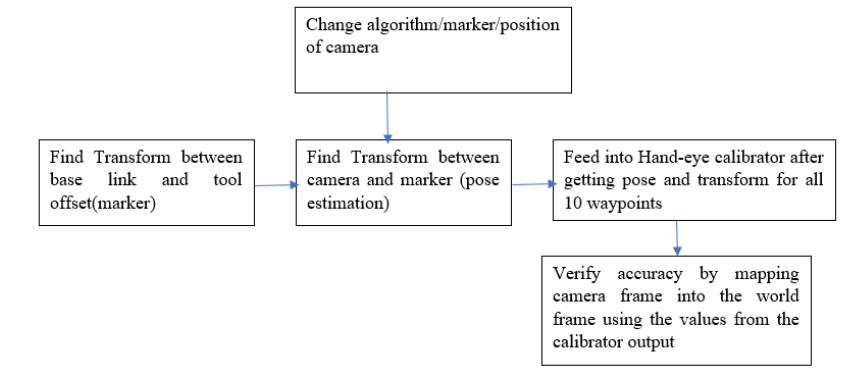 Change algorithm/marker/position
of camera
Find Transform between
base link and tool
offset(marker)
Find Transform between
camera and marker (pose
estimation)
Feed into Hand-eye calibrator after
getting pose and transform for all
10 waypoints
Verify accuracy by mapping
camera frame into the world
frame using the values from the
calibrator output